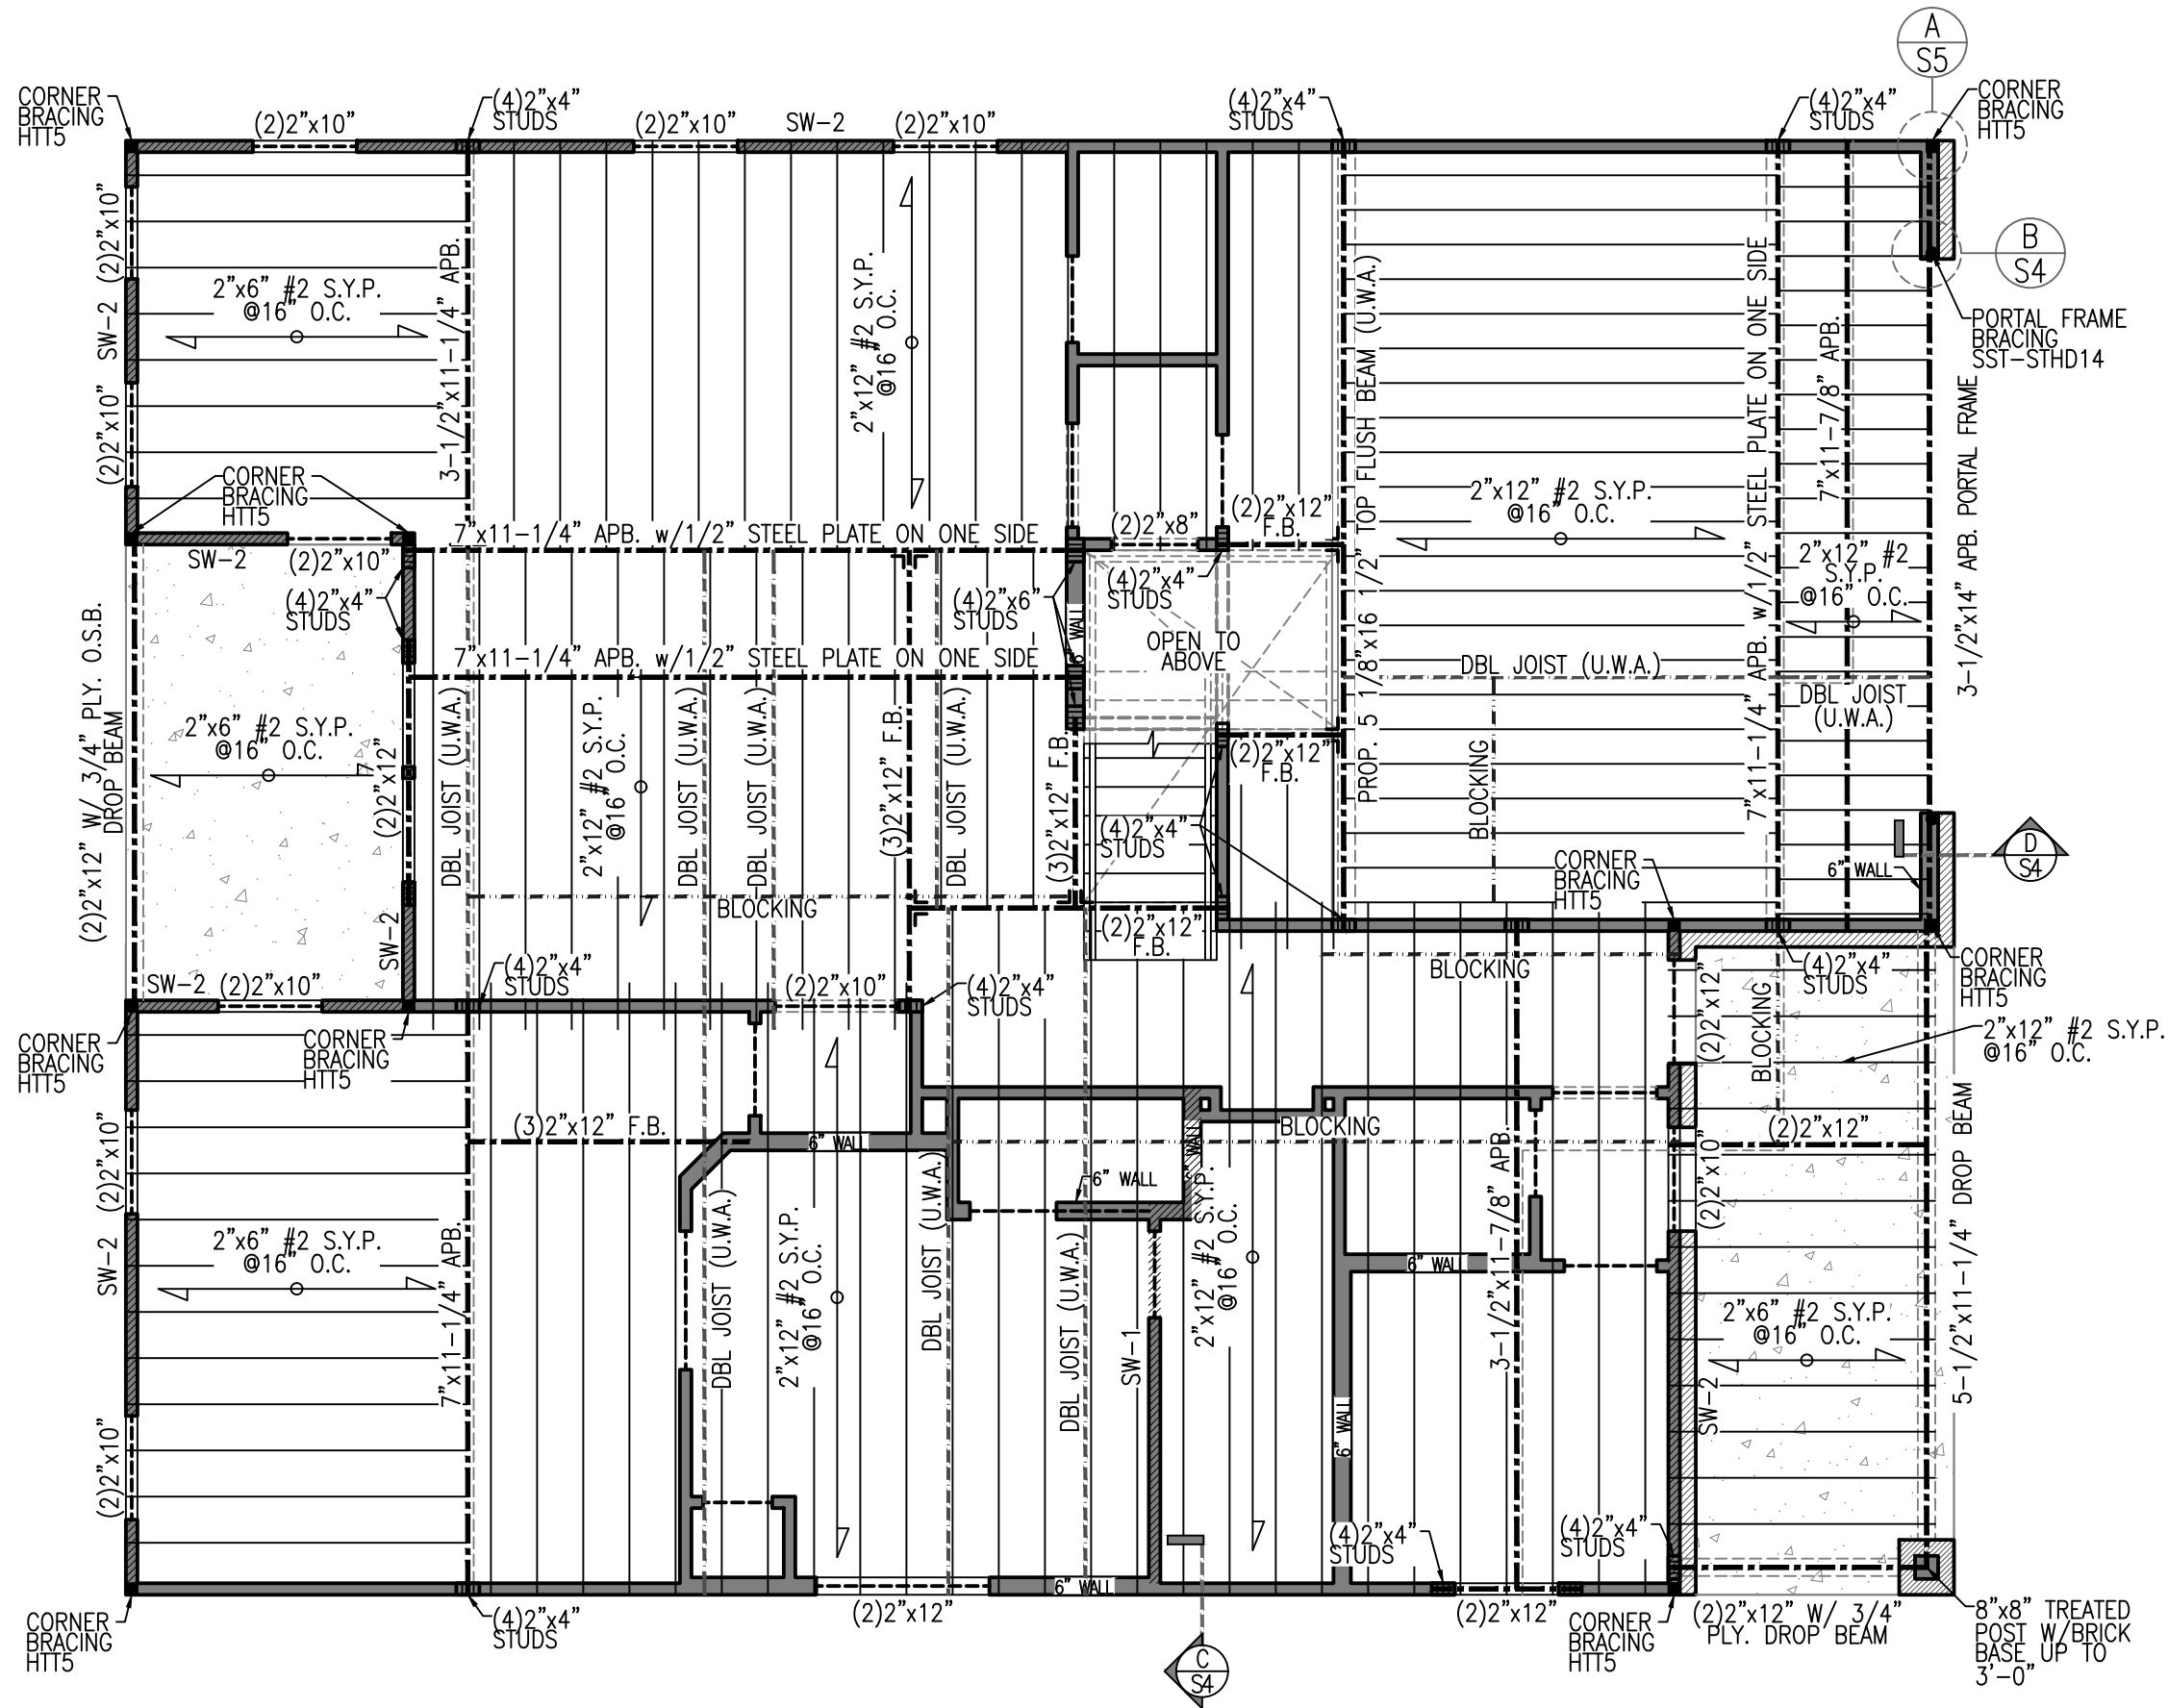 A
S5
CORNER
BRACING
HTT5
(2)2"x10"
(4)2"x4"
STUDS
(2)2"x10"
SW-2
(2)2"x10"
(4)2"x4"
STUDS
(4)2"x4"
STUDS
CORNER
BRACING
HTT5
B
S4
(2)2"x10"
SW-2
(2)2"x10"
2"x6" #2 S.Y.P.
@16" O.C.
3-1/2"x11-1/4" APB.
2"x12" #2 S.Y.P.
@16" O.C.
PROP. 5 1/8"x16 1/2" TOP FLUSH BEAM (U.W.A.)
7"x11-1/4" APB. w/1/2" STEEL PLATE ON ONE SIDE
7"x11-7/8" APB.
PORTAL FRAME
BRACING
SST-STHD14
3-1/2"x14" APB. PORTAL FRAME
CORNER
BRACING
HTT5
2"x12" #2 S.Y.P.
@16" O.C.
7"x11-1/4" APB. w/1/2" STEEL PLATE ON ONE SIDE
(2)2"x8"
(2)2"x12"
F.B.
SW-2
(2)2"x10"
(4)2"x4"
STUDS
(4)2"x6"
STUDS
6" WALL
(4)2"x4"
STUDS
2"x12" #2
S.Y.P.
@16" O.C.
7"x11-1/4" APB. w/1/2" STEEL PLATE ON ONE SIDE
OPEN TO
ABOVE
DBL JOIST (U.W.A.)
DBL JOIST
(U.W.A.)
(2)2"x12" W/ 3/4" PLY. O.S.B.
DROP BEAM
2"x6" #2 S.Y.P.
@16" O.C.
(2)2"x12"
DBL JOIST (U.W.A.)
2"x12" #2 S.Y.P.
@16" O.C.
DBL JOIST (U.W.A.)
DBL JOIST (U.W.A.)
(3)2"x12" F.B.
DBL JOIST (U.W.A.)
(3)2"x12" F.B.
(2)2"x12"
F.B.
BLOCKING
(4)2"x4"
STUDS
CORNER
BRACING
HTT5
6" WALL
D
S4
BLOCKING
(2)2"x12"
F.B.
SW-2
SW-2
(2)2"x10"
(4)2"x4"
STUDS
(2)2"x10"
(4)2"x4"
STUDS
BLOCKING
(2)2"x12"
BLOCKING
(4)2"x4"
STUDS
CORNER
BRACING
HTT5
CORNER
BRACING
HTT5
CORNER
BRACING
HTT5
2"x12" #2 S.Y.P.
@16" O.C.
(3)2"x12" F.B.
6" WALL
6" WALL
BLOCKING
(2)2"x12"
(2)2"x10"
SW-2
(2)2"x10"
2"x6" #2 S.Y.P.
@16" O.C.
7"x11-1/4" APB.
DBL JOIST (U.W.A.)
2"x12" #2 S.Y.P.
@16" O.C.
DBL JOIST (U.W.A.)
6" WALL
DBL JOIST (U.W.A.)
SW-1
2"x12" #2 S.Y.P.
@16" O.C.
6" WALL
6" WALL
3-1/2"x11-7/8" APB.
(2)2"x10"
SW-2
2"x6" #2 S.Y.P.
@16" O.C.
5-1/2"x11-1/4" DROP BEAM
(4)2"x4"
STUDS
(4)2"x4"
STUDS
CORNER
BRACING
HTT5
(4)2"x4"
STUDS
(2)2"x12"
6" WALL
(2)2"x12"
CORNER
BRACING
HTT5
(2)2"x12" W/ 3/4"
PLY. DROP BEAM
8"x8" TREATED
POST W/BRICK
BASE UP TO
3'-0"
C
S4